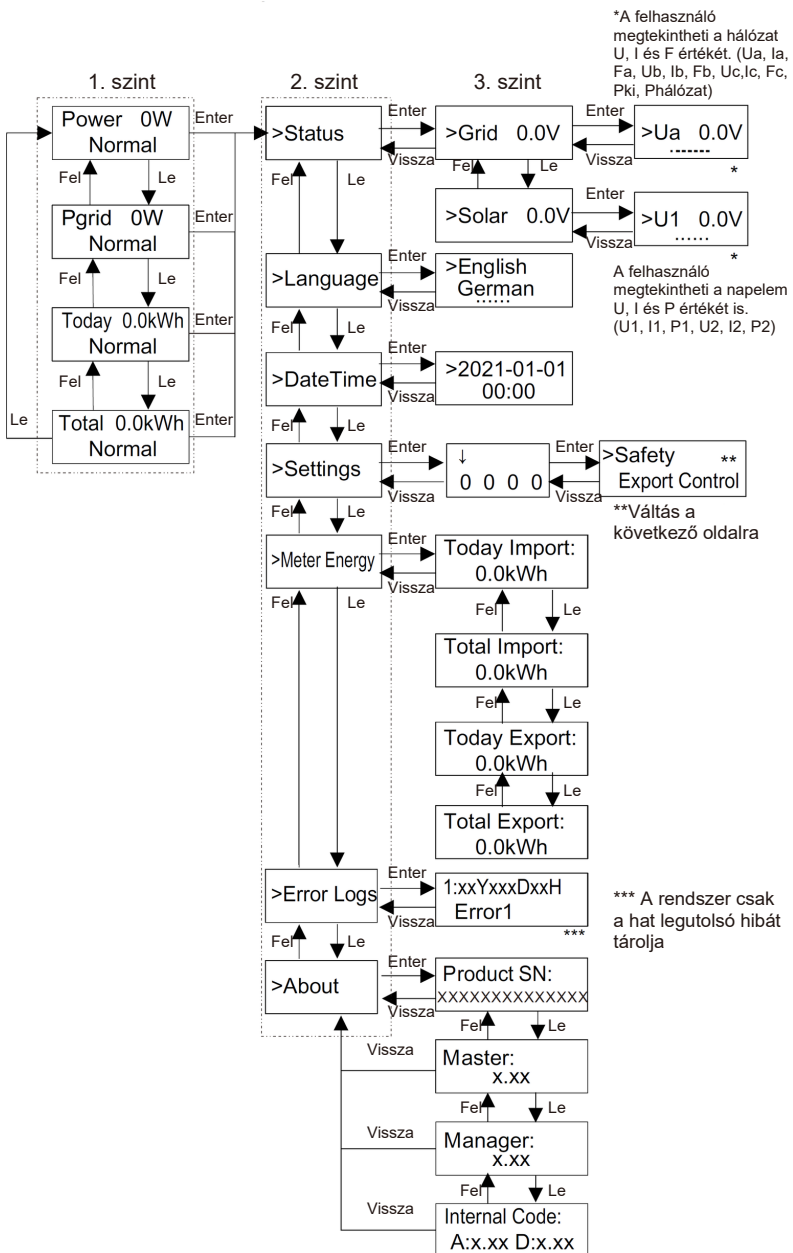 *A felhasználó
megtekintheti a hálózat
U, I és F értékét. (Ua, Ia,
Fa, Ub, Ib, Fb, Uc,Ic, Fc,
Pki, Phálózat)
1. szint
2. szint
3. szint
Power 0W
Normal
Enter
>Status
Enter
Vissza
>Grid 0.0V
Enter
Vissza
>Ua 0.0V
.......
*
Fel
Le
Fel
Le
Fel
Le
Pgrid 0W
Normal
Enter
>Solar 0.0V
Enter
Vissza
>U1 0.0V
......
*
Fel
Le
>Language
Enter
Vissza
>English
German
......
A felhasználó
megtekintheti a napelem
U, I és P értékét is.
(U1, I1, P1, U2, I2, P2)
Today 0.0kWh
Normal
Enter
Fel
Le
Fel
Le
>DateTime
Enter
Vissza
>2021-01-01
00:00
Le
Total 0.0kWh
Normal
Enter
Fel
Le
>Settings
Enter
Vissza
↓
0 0 0 0
Enter
Vissza
>Safety **
Export Control
**Váltás a
következő oldalra
Fel
Le
>Meter Energy
Enter
Vissza
Today Import:
0.0kWh
Fel
Le
Fel
Le
Total Import:
0.0kWh
Fel
Le
Today Export:
0.0kWh
Fel
Le
Total Export:
0.0kWh
>Error Logs
Enter
Vissza
1:xxYxxxDxxH
Error1
***
*** A rendszer csak
a hat legutolsó hibát
tárolja
Fel
Le
>About
Enter
Vissza
Product SN:
XXXXXXXXXXXXXX
Fel
Le
Vissza
Master:
x.xx
Fel
Le
Vissza
Manager:
x.xx
Fel
Le
Vissza
Internal Code:
A:x.xx D:x.xx